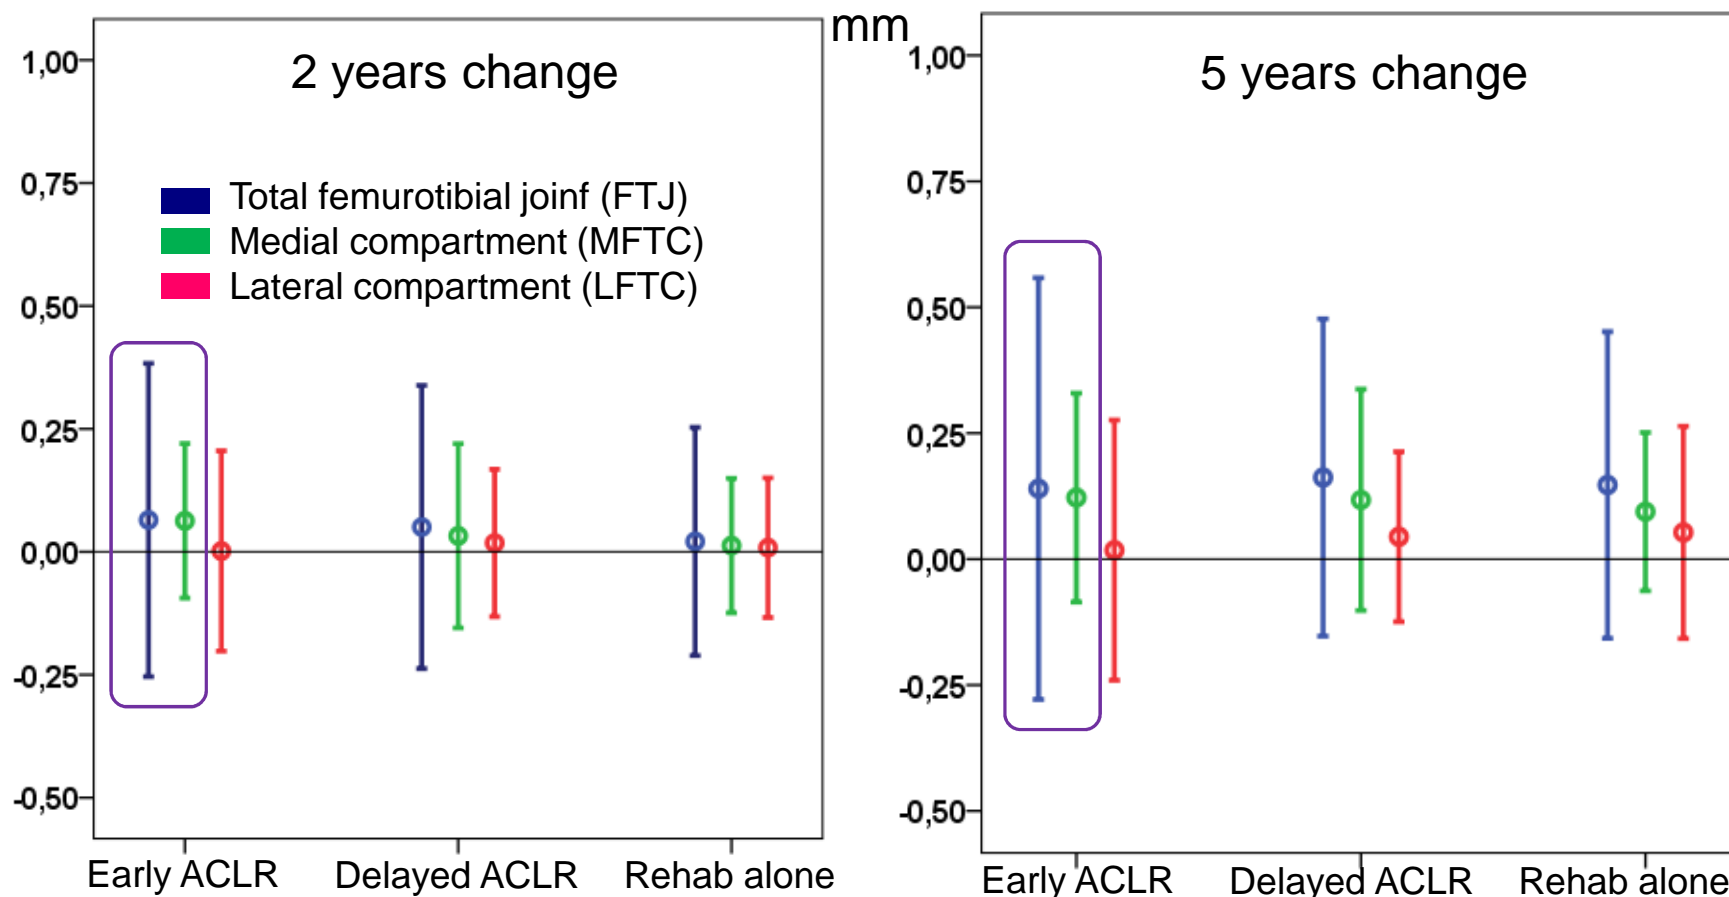 mm
2 years change
5 years change
1,00
0,75
0,50
0,25
0,00
-0,25
-0,50
Total femurotibial joinf (FTJ)
Medial compartment (MFTC)
Lateral compartment (LFTC)
Early ACLR
Delayed ACLR
Rehab alone
1,00
0,75
0,50
0,25
0,00
-0,25
-0,50
Early ACLR
Delayed ACLR
Rehab alone